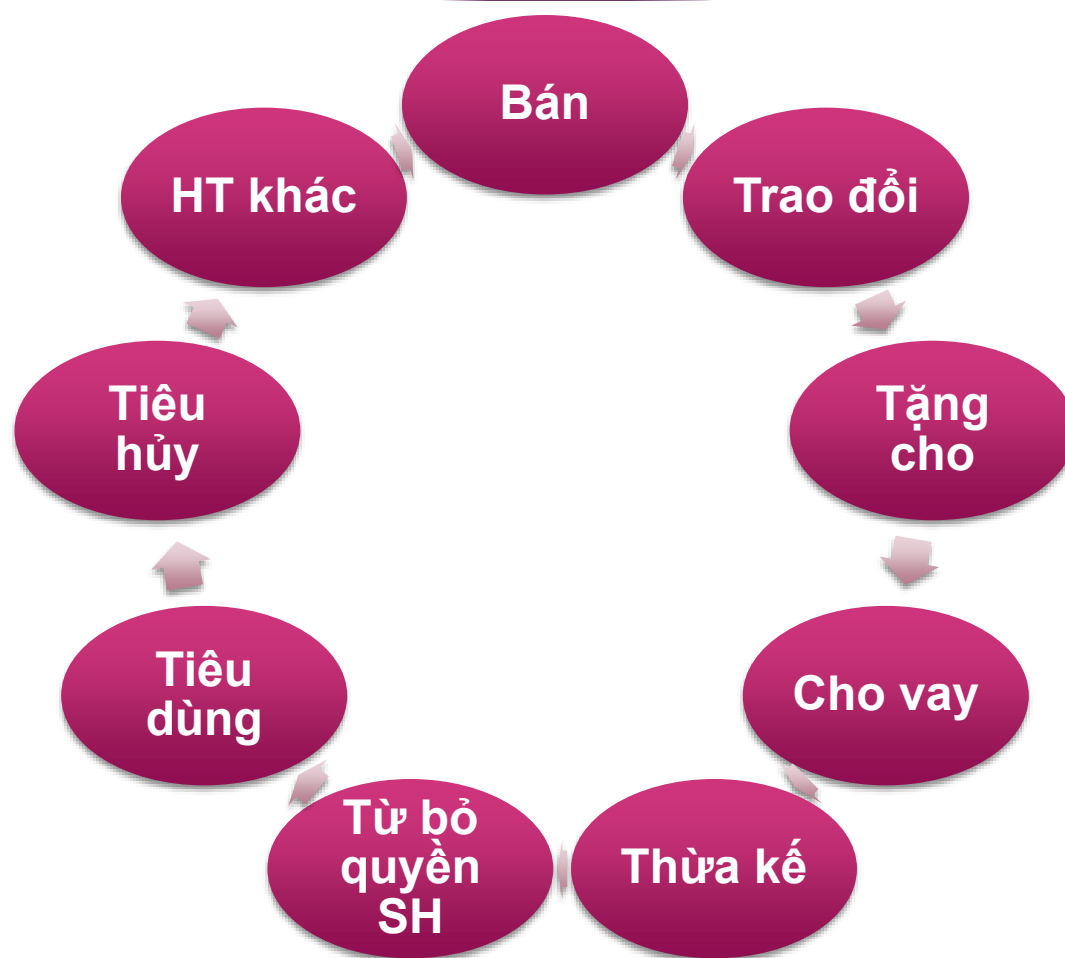 Bán
Trao đổi
Tặng
cho
Cho vay
Thừa kế
Từ bỏ
quyền
SH
Tiêu
dùng
Tiêu
hủy
HT khác